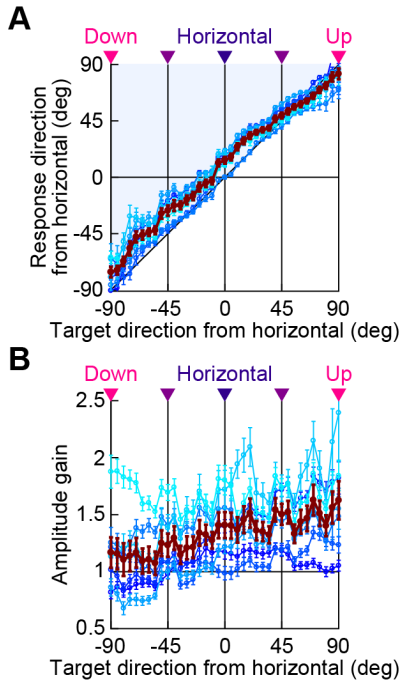 A
Down Horizontal Up
90
45
0
-45
-90
Response direction
from horizontal (deg)
-90 -45 0 45 90
Target direction from horizontal (deg)
B
Down Horizontal Up
2.5
2
1.5
1
0.5
Amplitude gain
-90 -45 0 45 90
Target direction from horizontal (deg)